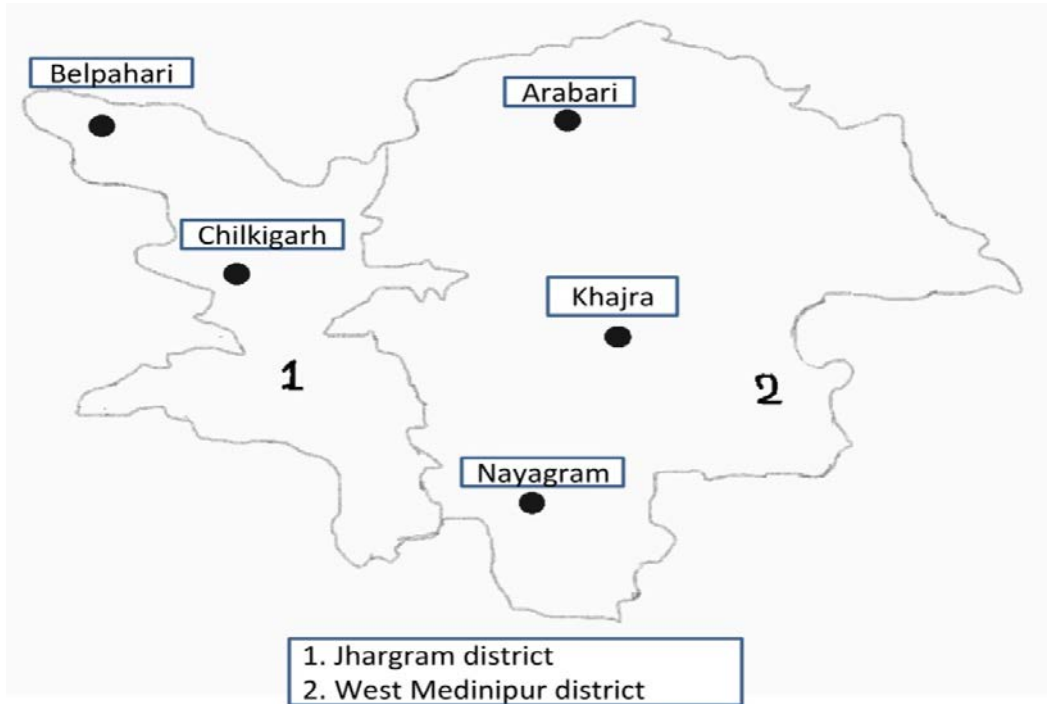 Belpahari
Arabari
Chilkigarh
Khajra
1
2
Nayagram
1. Jhargram district
2. West Medinipur district